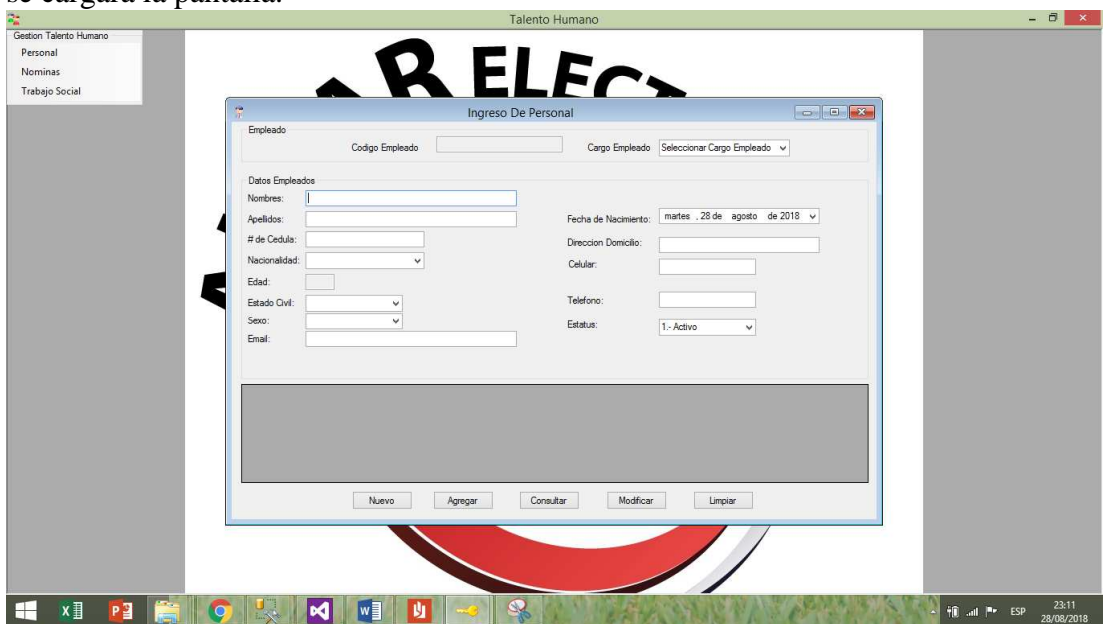 se cargará la pantalla.
Talento Humano
Gestion Talento Humano
Personal
Nominas
Trabajo Social
R ELECT
Ingreso De Personal
Empleado
Codigo Empleado
Cargo Empleado Seleccionar Cargo Empleado
Datos Empleados
Nombres:
Apellidos:
Fecha de Nacimiento: martes , 28 de agosto de 2018
# de Cedula:
Direccion Domicilio:
Nacionalidad:
Celular:
Edad:
Estado Civil:
Telefono:
Sexo:
Estatus: 1.- Activo
Email:
Nuevo Agregar Consultar Modificar Limpiar
ESP
23:11
28/08/2018